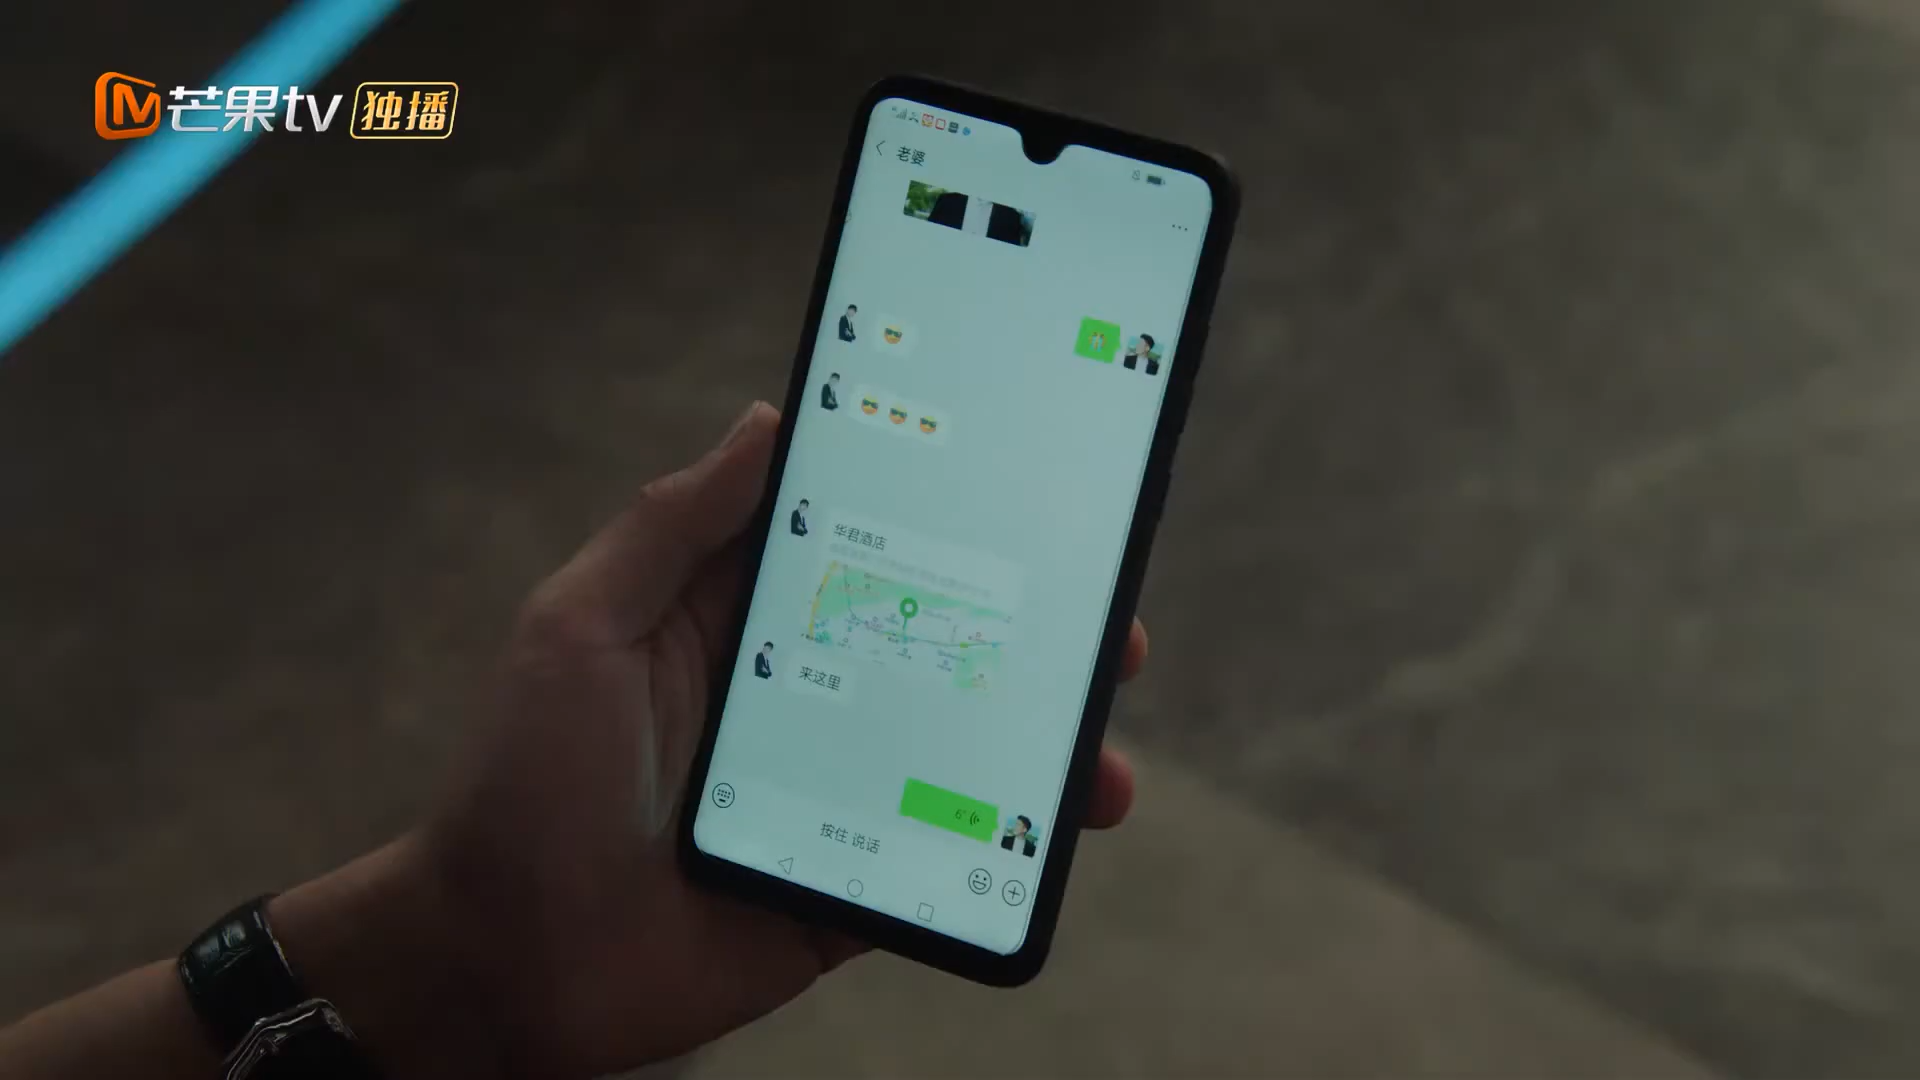 芒果tv 独播
老婆
华君酒店
来这里
6"
按住 说话